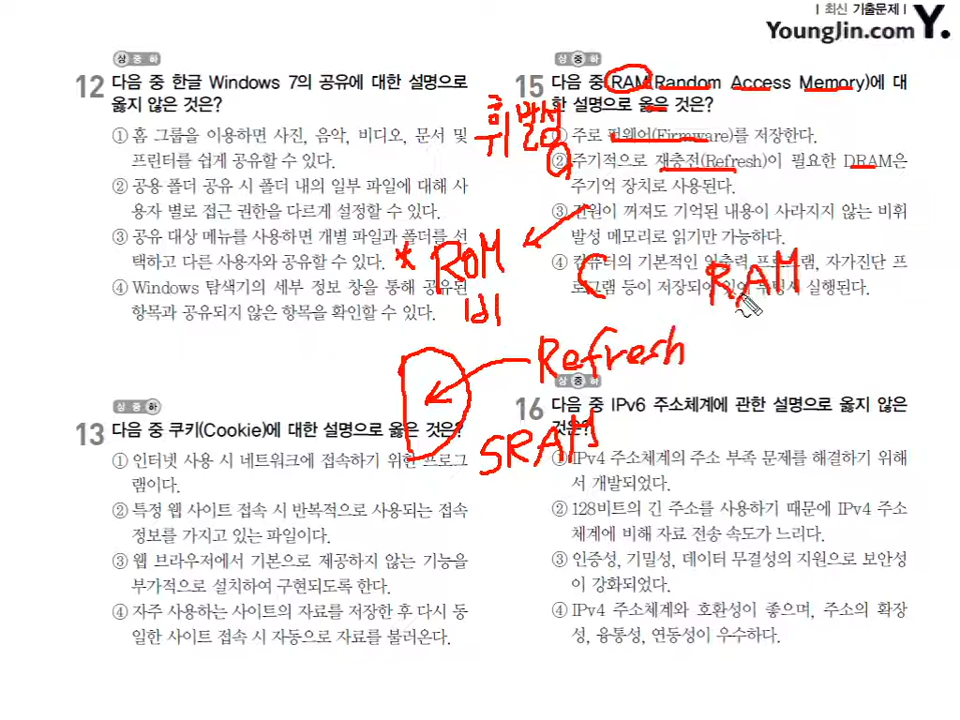 | 최신 기출문제 |
YoungJin.com Y.
상 중 하
12 다음 중 한글 Windows 7의 공유에 대한 설명으로
옳지 않은 것은?
① 홈 그룹을 이용하면 사진, 음악, 비디오, 문서 및
프린터를 쉽게 공유할 수 있다.
② 공용 폴더 공유 시 폴더 내의 일부 파일에 대해 사
용자 별로 접근 권한을 다르게 설정할 수 있다.
③ 공유 대상 메뉴를 사용하면 개별 파일과 폴더를 선
택하고 다른 사용자와 공유할 수 있다.
④ Windows 탐색기의 세부 정보 창을 통해 공유된
항목과 공유되지 않은 항목을 확인할 수 있다.
상 중 하
13 다음 중 쿠키(Cookie)에 대한 설명으로 옳은 것은?
① 인터넷 사용 시 네트워크에 접속하기 위한 프로그
램이다.
② 특정 웹 사이트 접속 시 반복적으로 사용되는 접속
정보를 가지고 있는 파일이다.
③ 웹 브라우저에서 기본으로 제공하지 않는 기능을
부가적으로 설치하여 구현되도록 한다.
④ 자주 사용하는 사이트의 자료를 저장한 후 다시 동
일한 사이트 접속 시 자동으로 자료를 불러온다.
상 중 하
15 다음 중 RAM(Random Access Memory)에 대
한 설명으로 옳은 것은?
휘발성
① 주로 펌웨어(Firmware)를 저장한다.
② 주기적으로 재충전(Refresh)이 필요한 DRAM은
주기억 장치로 사용된다.
③ 전원이 꺼져도 기억된 내용이 사라지지 않는 비휘
발성 메모리로 읽기만 가능하다.
④ 컴퓨터의 기본적인 입출력 프로그램, 자가진단 프
로그램 등이 저장되어 있어 부팅시 실행된다.
* ROM
비
RAM
Refresh
SRAM
상 중 하
16 다음 중 IPv6 주소체계에 관한 설명으로 옳지 않은
것은?
① IPv4 주소체계의 주소 부족 문제를 해결하기 위해
서 개발되었다.
② 128비트의 긴 주소를 사용하기 때문에 IPv4 주소
체계에 비해 자료 전송 속도가 느리다.
③ 인증성, 기밀성, 데이터 무결성의 지원으로 보안성
이 강화되었다.
④ IPv4 주소체계와 호환성이 좋으며, 주소의 확장
성, 융통성, 연동성이 우수하다.